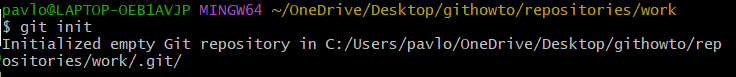 pavlo@LAPTOP-OEB1AVJP MINGW64 ~/OneDrive/Desktop/githowto/repositories/work
$ git init
Initialized empty Git repository in C:/Users/pavlo/OneDrive/Desktop/githowto/rep
ositories/work/.git/